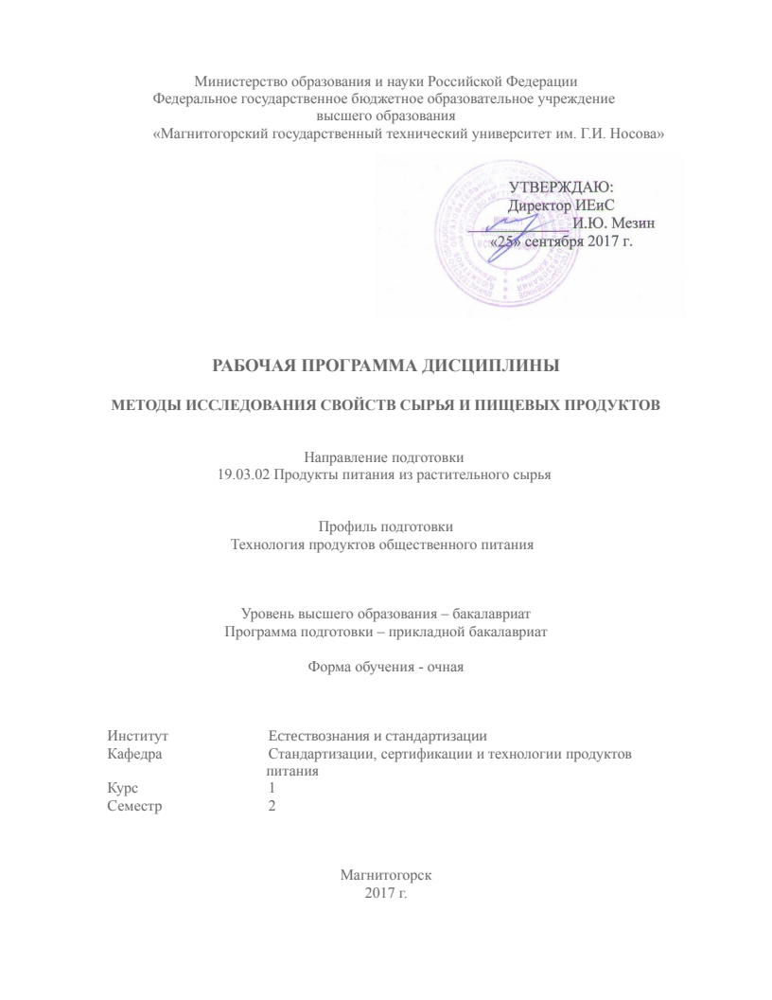 Министерство образования и науки Российской Федерации
Федеральное государственное бюджетное образовательное учреждение
высшего образования
«Магнитогорский государственный технический университет им. Г.И. Носова»
УТВЕРЖДАЮ:
Директор ИЕиС
И.Ю. Мезин
«25» сентября 2017 г.
РАБОЧАЯ ПРОГРАММА ДИСЦИПЛИНЫ
МЕТОДЫ ИССЛЕДОВАНИЯ СВОЙСТВ СЫРЬЯ И ПИЩЕВЫХ ПРОДУКТОВ
Направление подготовки
19.03.02 Продукты питания из растительного сырья
Профиль подготовки
Технология продуктов общественного питания
Уровень высшего образования – бакалавриат
Программа подготовки – прикладной бакалавриат
Форма обучения - очная
Институт Естествознания и стандартизации
Кафедра Стандартизации, сертификации и технологии продуктов
питания
Курс 1
Семестр 2
Магнитогорск
2017 г.